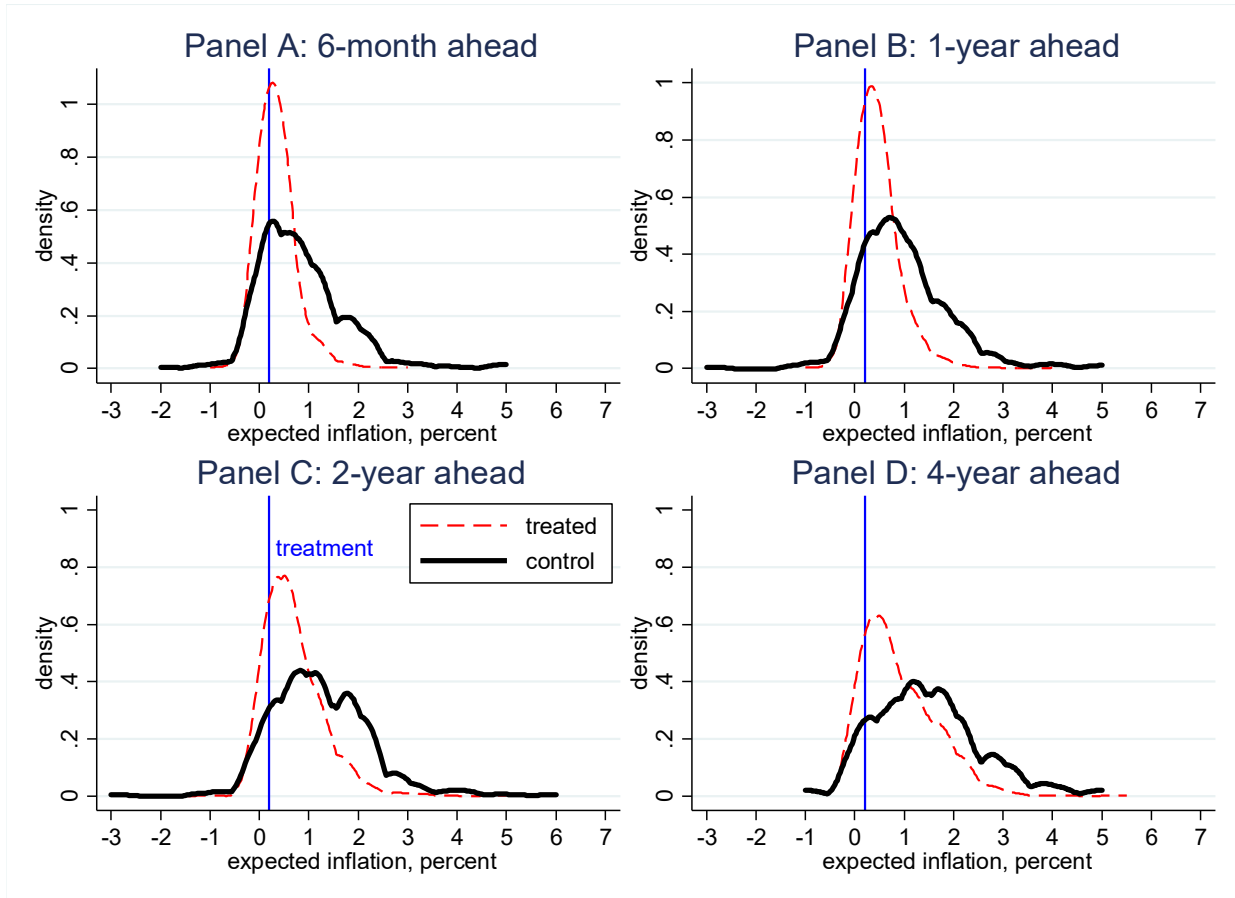 Panel A: 6-month ahead
density
1
.8
.6
.4
.2
0
-3 -2 -1 0 1 2 3 4 5 6 7
expected inflation, percent
Panel B: 1-year ahead
density
1
.8
.6
.4
.2
0
-3 -2 -1 0 1 2 3 4 5 6 7
expected inflation, percent
Panel C: 2-year ahead
density
1
.8
.6
.4
.2
0
treatment
treated
control
-3 -2 -1 0 1 2 3 4 5 6 7
expected inflation, percent
Panel D: 4-year ahead
density
1
.8
.6
.4
.2
0
-3 -2 -1 0 1 2 3 4 5 6 7
expected inflation, percent